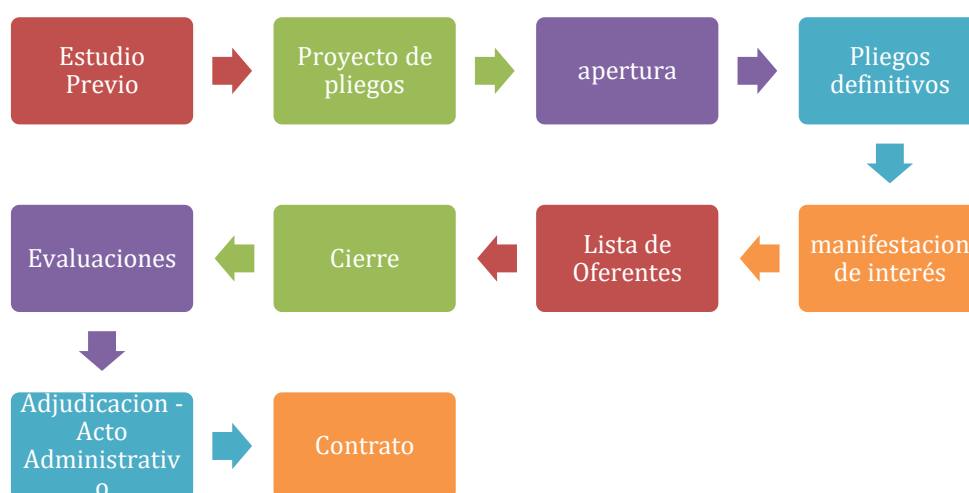 Estudio
Previo
Proyecto de
pliegos
apertura
Pliegos
definitivos
manifestacion
de interés
Lista de
Oferentes
Cierre
Evaluaciones
Adjudicacion -
Acto
Administrativ
o
Contrato